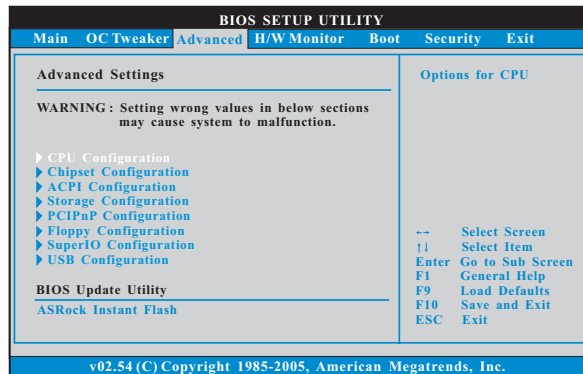 BIOS SETUP UTILITY
Main OC Tweaker Advanced H/W Monitor Boot Security Exit
Advanced Settings
WARNING : Setting wrong values in below sections
may cause system to malfunction.
CPU Configuration
Chipset Configuration
ACPI Configuration
Storage Configuration
PCIPnP Configuration
Floppy Configuration
SuperIO Configuration
USB Configuration
BIOS Update Utility
ASRock Instant Flash
Options for CPU
←→ Select Screen
↑↓ Select Item
Enter Go to Sub Screen
F1 General Help
F9 Load Defaults
F10 Save and Exit
ESC Exit
v02.54 (C) Copyright 1985-2005, American Megatrends, Inc.